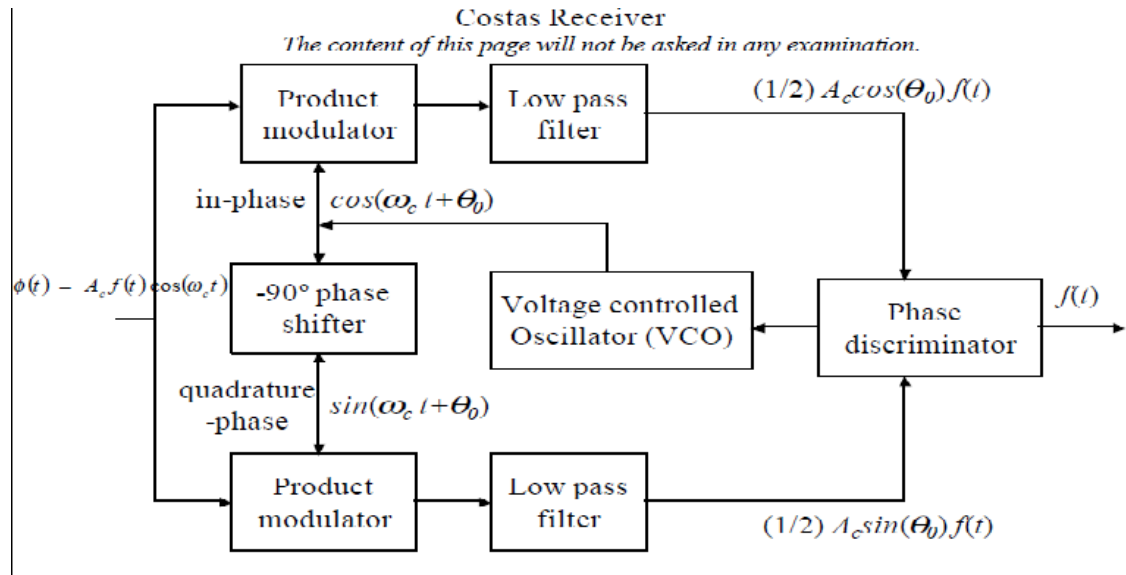 Costas Receiver
The content of this page will not be asked in any examination.
Product
modulator
Low pass
filter
(1/2) A_c cos(θ_0) f(t)
in-phase
cos(ω_c t+θ_0)
ϕ(t) – A_c f(t) cos(ω_c t)
-90° phase
shifter
Voltage controlled
Oscillator (VCO)
Phase
discriminator
f(t)
quadrature
-phase
sin(ω_c t+θ_0)
Product
modulator
Low pass
filter
(1/2) A_c sin(θ_0) f(t)